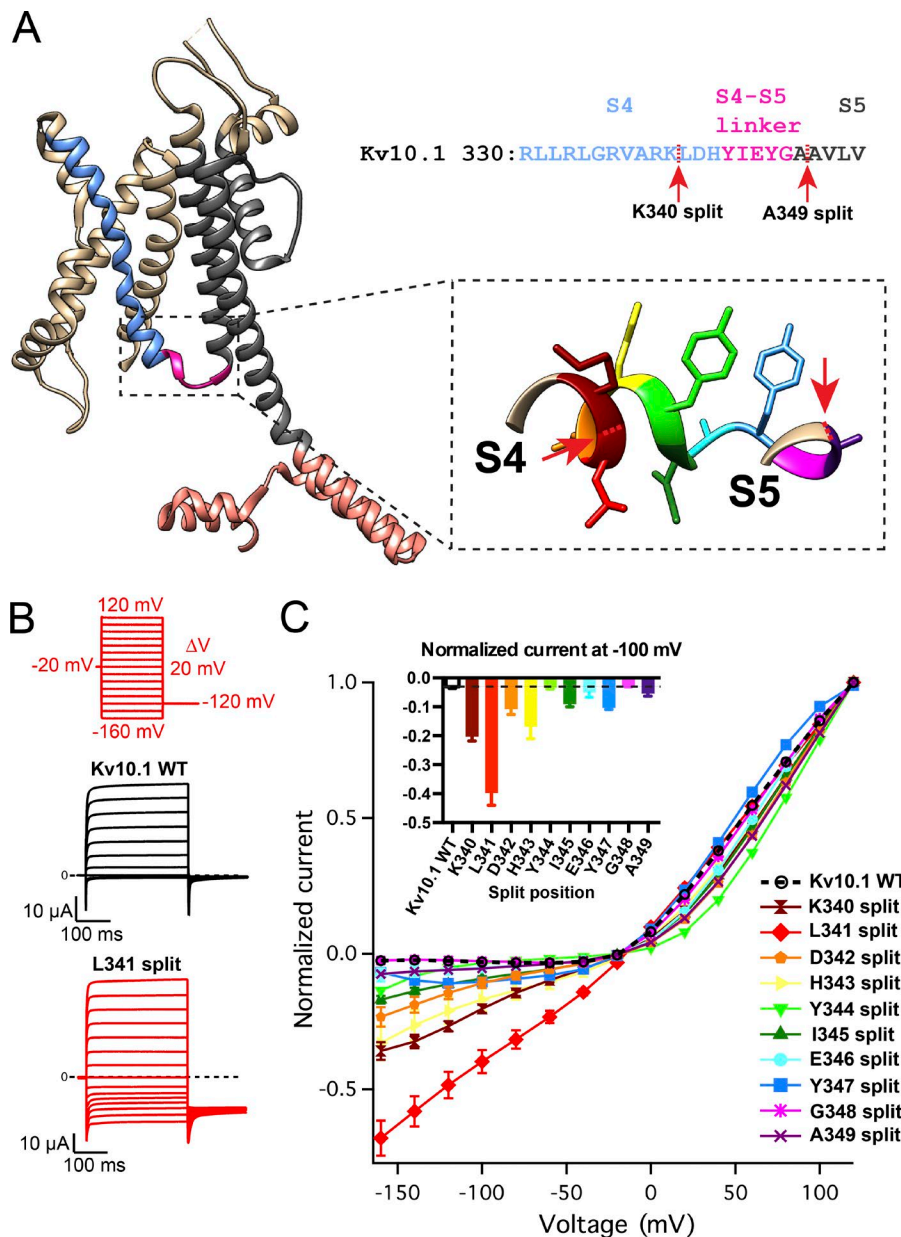 A
S4
S4-S5
linker
S5
Kv10.1 330:RLLRLGRVARKLDHYIEYGAAVLV
K340 split
A349 split
S4
S5
B
120 mV
ΔV
-20 mV
20 mV
-120 mV
-160 mV
Kv10.1 WT
0
10 µA
100 ms
L341 split
0
10 µA
100 ms
C
Normalized current at -100 mV
0.0
-0.1
-0.2
-0.3
-0.4
-0.5
Kv10.1 WT
K340
L341
D342
H343
Y344
I345
E346
Y347
G348
A349
Split position
1.0
0.5
0.0
-0.5
Normalized current
-150
-100
-50
0
50
100
Voltage (mV)
Kv10.1 WT
K340 split
L341 split
D342 split
H343 split
Y344 split
I345 split
E346 split
Y347 split
G348 split
A349 split